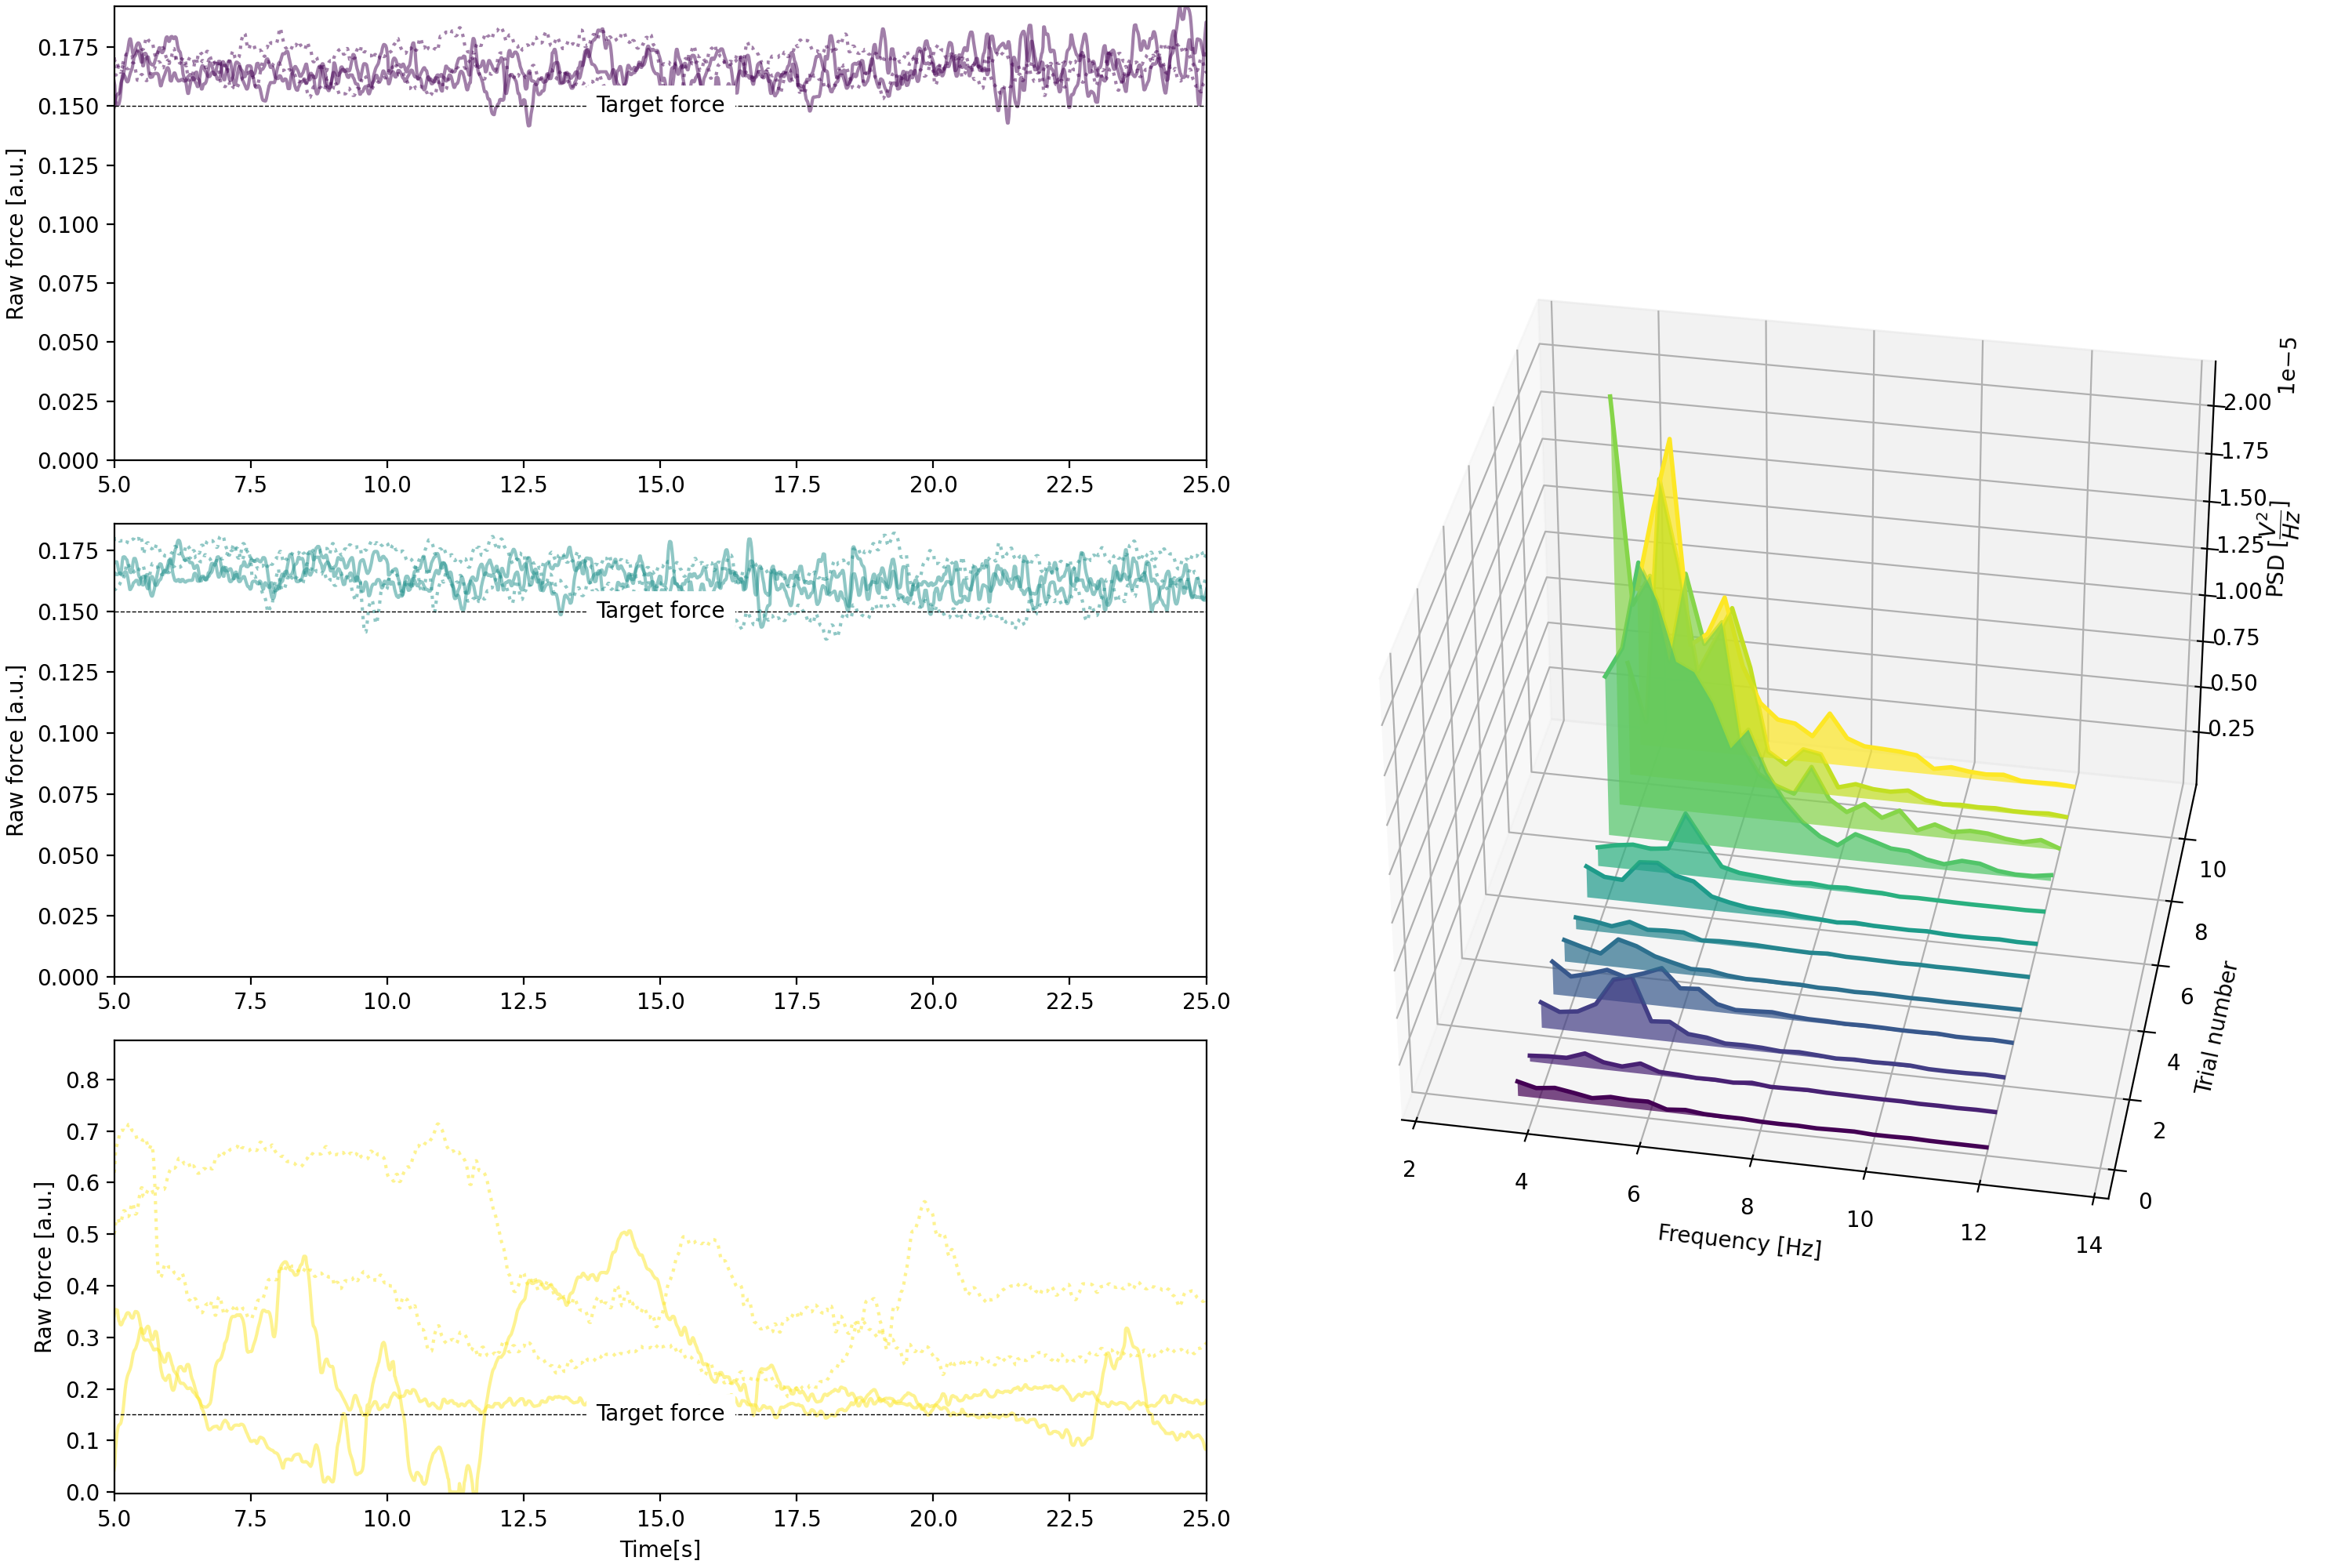 0.175
0.150
0.125
0.100
0.075
0.050
0.025
0.000
Raw force [a.u.]
Target force
5.0 7.5 10.0 12.5 15.0 17.5 20.0 22.5 25.0
0.175
0.150
0.125
0.100
0.075
0.050
0.025
0.000
Raw force [a.u.]
Target force
5.0 7.5 10.0 12.5 15.0 17.5 20.0 22.5 25.0
0.8
0.7
0.6
0.5
0.4
0.3
0.2
0.1
0.0
Raw force [a.u.]
Target force
5.0 7.5 10.0 12.5 15.0 17.5 20.0 22.5 25.0
Time[s]
1e−5
2.00
1.75
1.50
1.25
1.00
0.75
0.50
0.25
PSD [V²/Hz]
10
8
6
4
2
0
Trial number
2 4 6 8 10 12 14
Frequency [Hz]